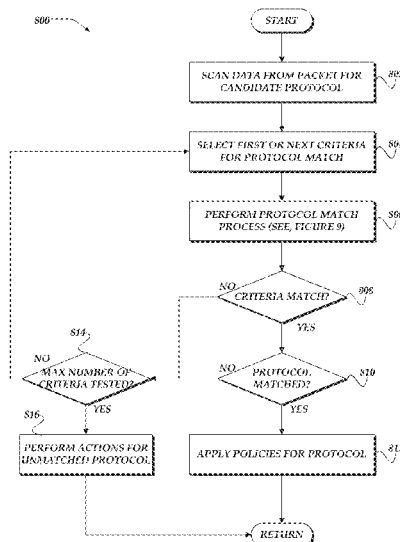 800
START
SCAN DATA FROM PACKET FOR
CANDIDATE PROTOCOL
SELECT FIRST OR NEXT CRITERIA
FOR PROTOCOL MATCH
PERFORM PROTOCOL MATCH
PROCESS (SEE, FIGURE 9)
NO
CRITERIA MATCH?
808
YES
814
NO
MAX NUMBER OF
CRITERIA TESTED?
YES
NO
PROTOCOL
MATCHED?
810
YES
816
PERFORM ACTIONS FOR
UNMATCHED PROTOCOL
APPLY POLICIES FOR PROTOCOL
RETURN